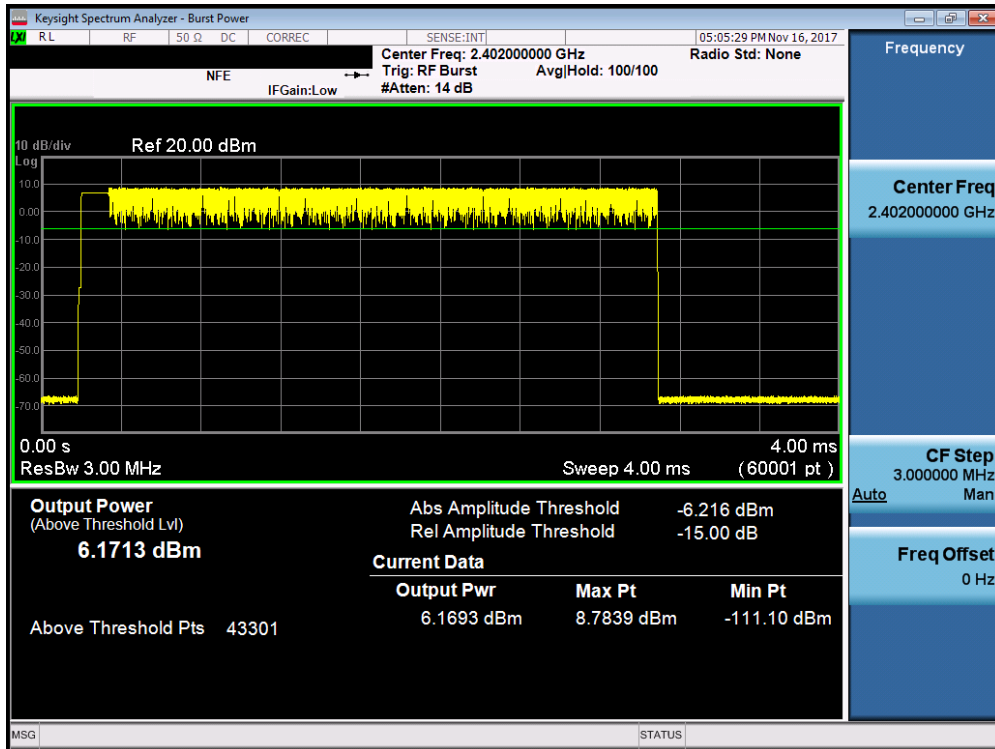 Keysight Spectrum Analyzer - Burst Power
LXI RL RF 50 Ω DC CORREC SENSE:INT 05:05:29 PM Nov 16, 2017
Center Freq: 2.402000000 GHz Radio Std: None
NFE Trig: RF Burst Avg|Hold: 100/100
IFGain:Low #Atten: 14 dB
10 dB/div Ref 20.00 dBm
Log
10.0
0.00
-10.0
-20.0
-30.0
-40.0
-50.0
-60.0
-70.0
0.00 s 4.00 ms
ResBw 3.00 MHz Sweep 4.00 ms (60001 pt )
Output Power
(Above Threshold Lvl)
6.1713 dBm
Above Threshold Pts 43301
Abs Amplitude Threshold -6.216 dBm
Rel Amplitude Threshold -15.00 dB
Current Data
Output Pwr Max Pt Min Pt
6.1693 dBm 8.7839 dBm -111.10 dBm
Frequency
Center Freq
2.402000000 GHz
CF Step
3.000000 MHz
Auto Man
Freq Offset
0 Hz
MSG STATUS